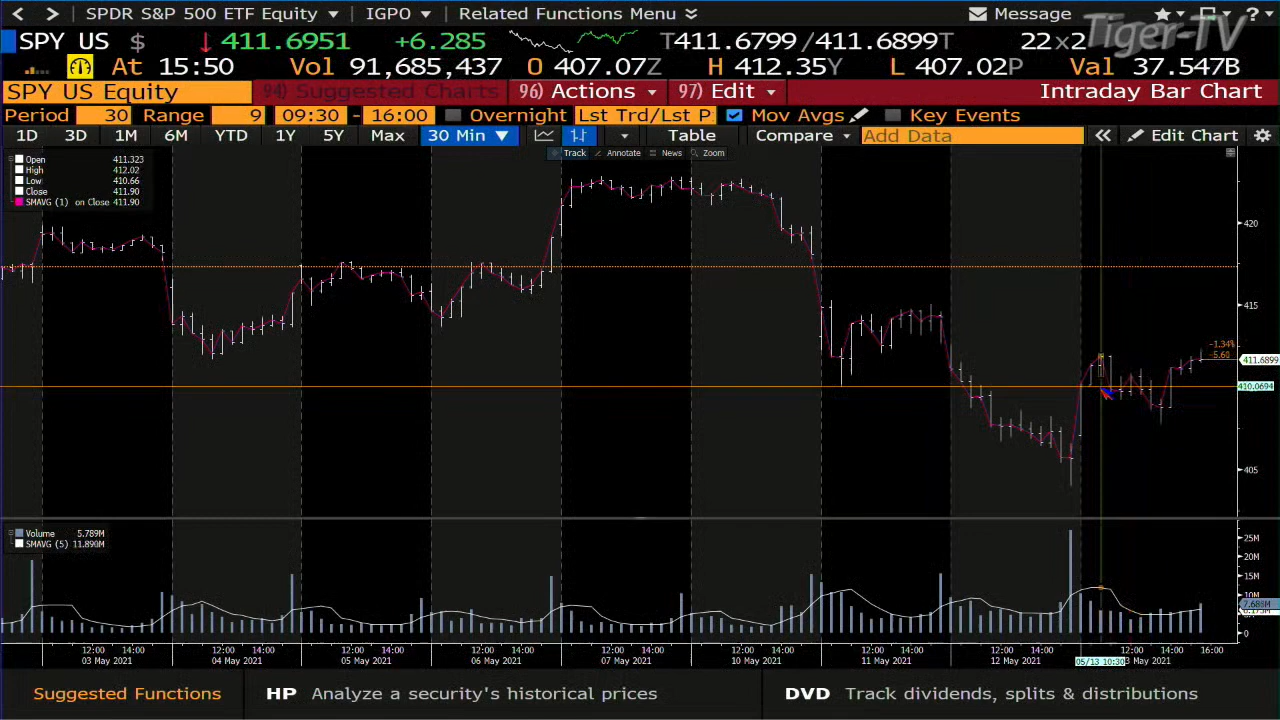 SPDR S&P 500 ETF Equity IGPO Related Functions Menu Message ?
SPY US $ 411.6951 +6.285 T411.6799/411.6899T 22x2
Tiger-TV
At 15:50 Vol 91,685,437 O 407.07Z H 412.35Y L 407.02P Val 37.547B
SPY US Equity 94) Suggested Charts 96) Actions 97) Edit Intraday Bar Chart
Period 30 Range 9 09:30 - 16:00 Overnight Lst Trd/Lst P Mov Avgs Key Events
1D 3D 1M 6M YTD 1Y 5Y Max 30 Min Table Compare Add Data Edit Chart
Track Annotate News Zoom
Open 411.323
High 412.02
Low 410.66
Close 411.90
SMAVG (1) on Close 411.90
420
415
-1.34%
-5.60
411.6899
410.0694
405
Volume 5.789M
SMAVG (5) 11.890M
25M
20M
15M
10M
7.686M
0
12:00 14:00 12:00 14:00 12:00 14:00 12:00 14:00 12:00 14:00 12:00 14:00 12:00 14:00 12:00 14:00 12:00 14:00 16:00
03 May 2021 04 May 2021 05 May 2021 06 May 2021 07 May 2021 10 May 2021 11 May 2021 12 May 2021 05/13 10:30 3 May 2021
Suggested Functions HP Analyze a security's historical prices DVD Track dividends, splits & distributions